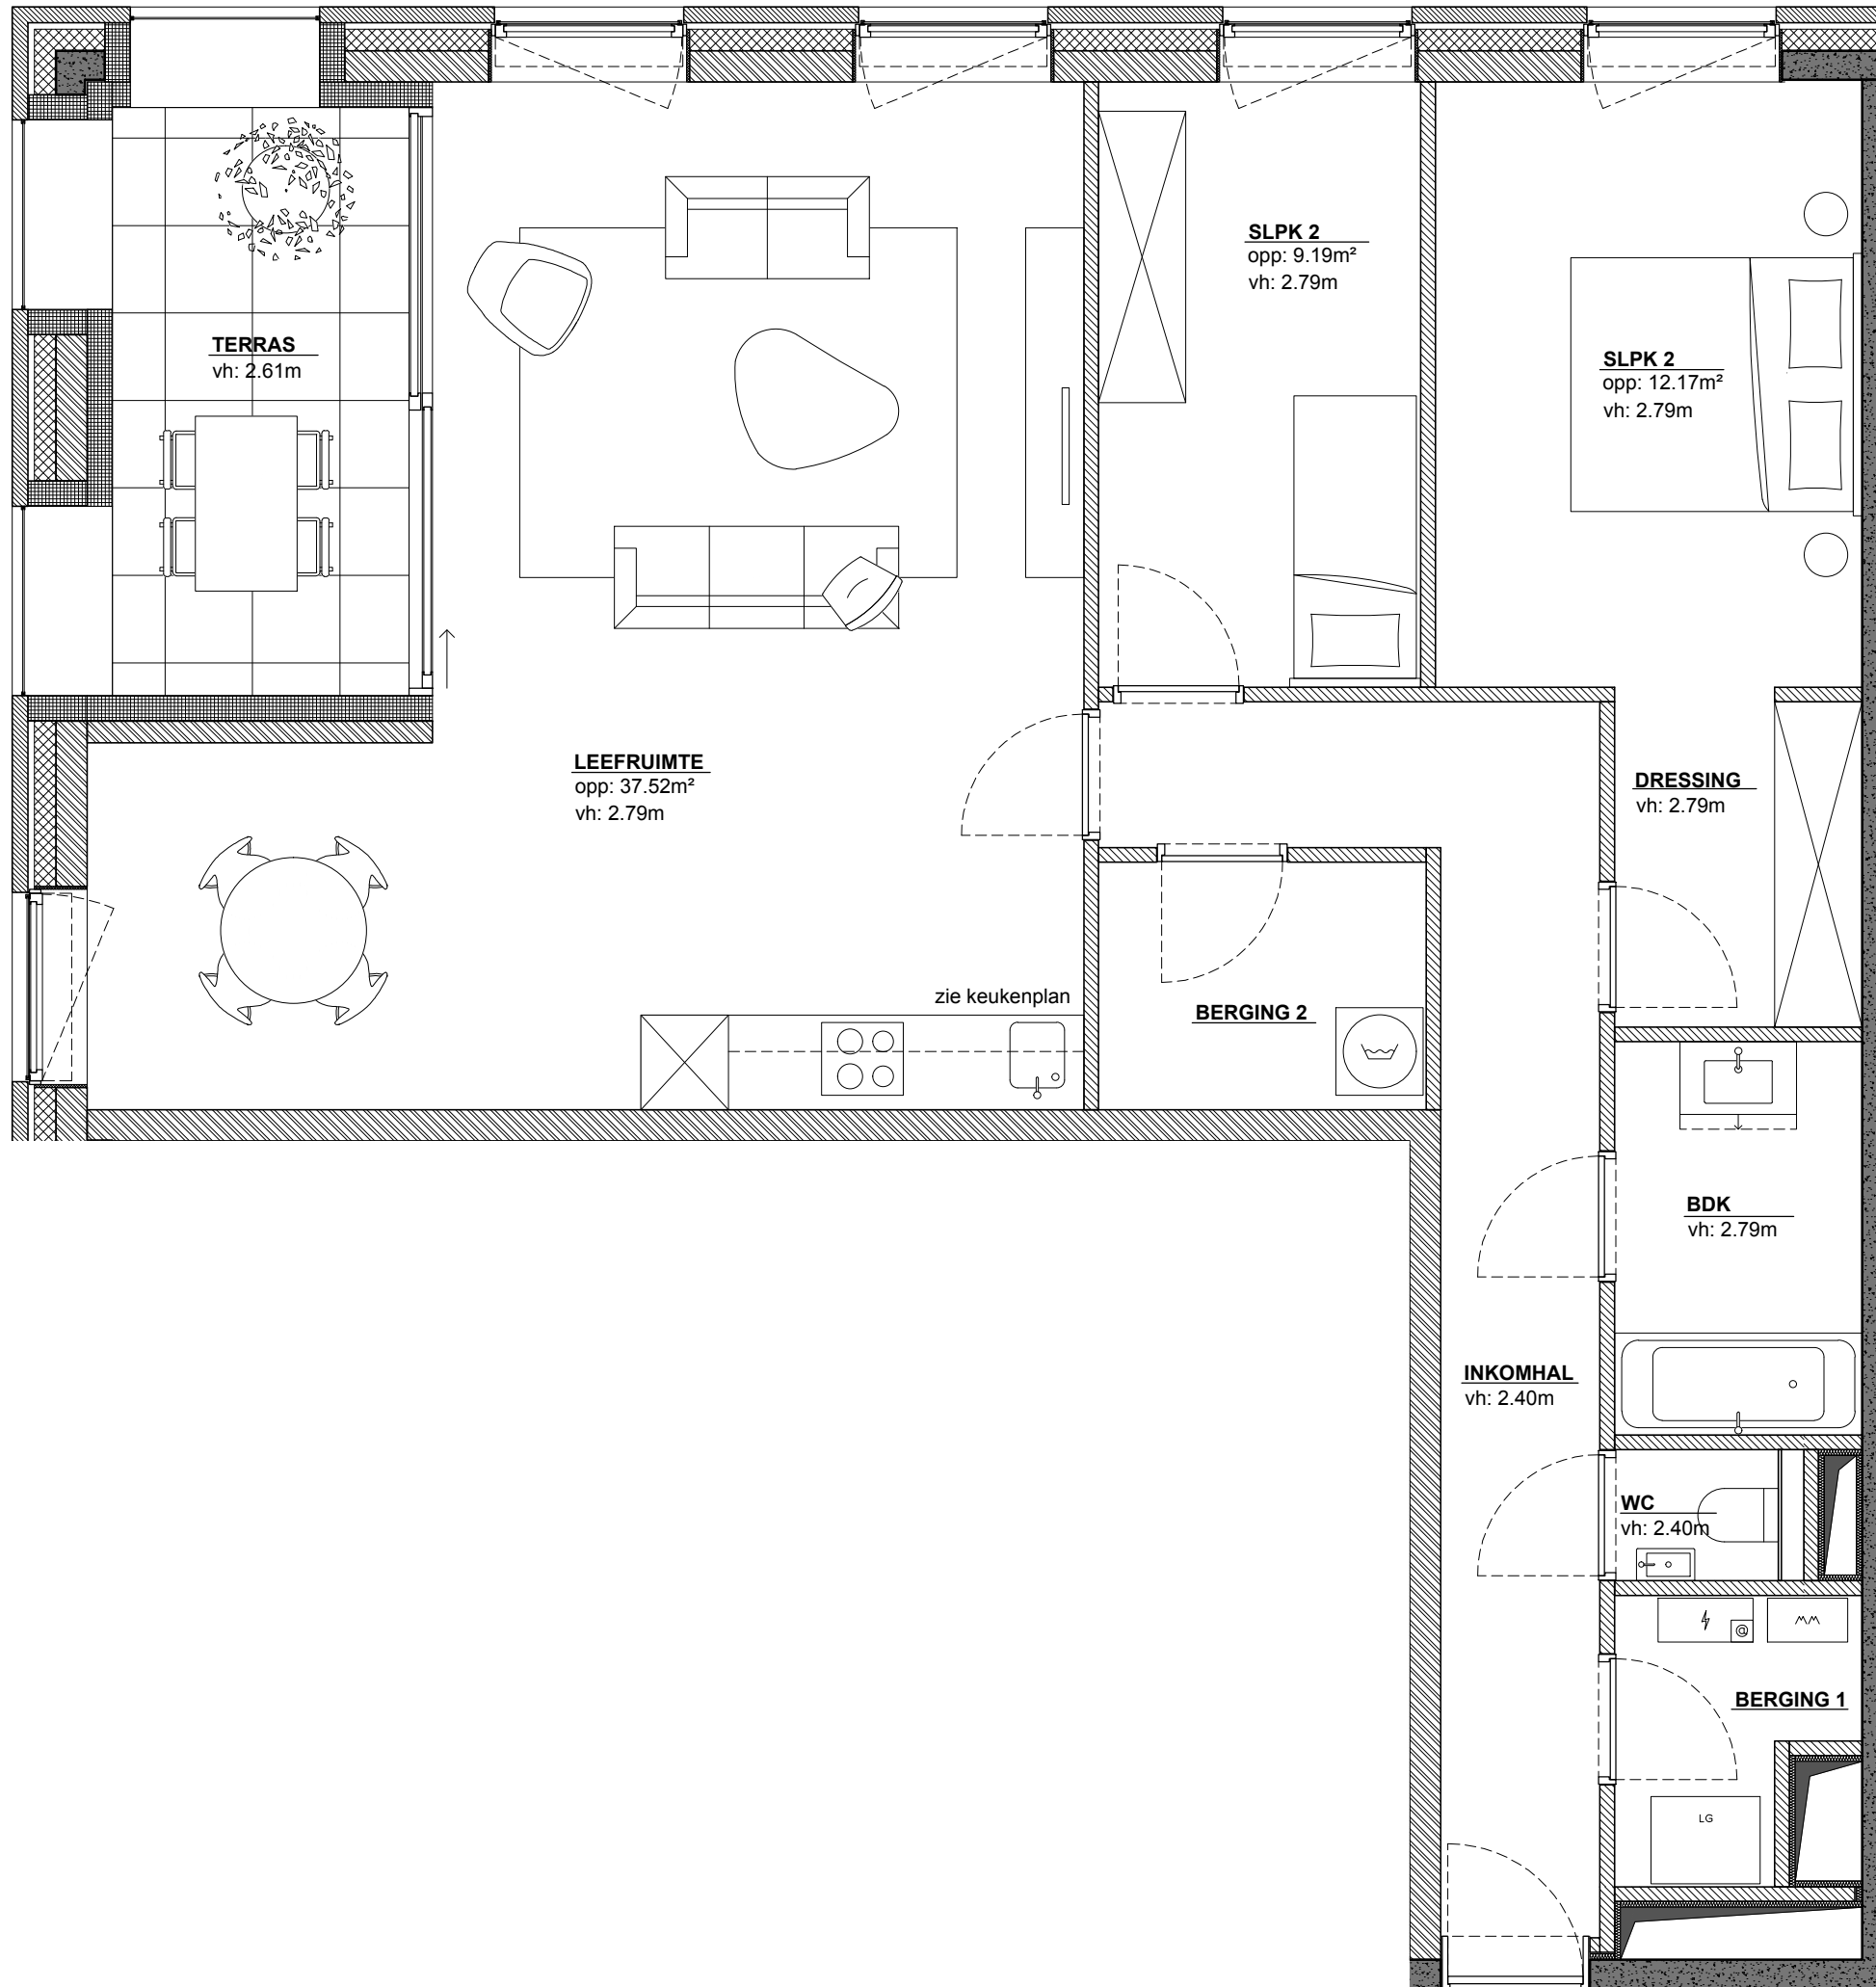 SLPK 2
opp: 9.19m²
vh: 2.79m
TERRAS
vh: 2.61m
SLPK 2
opp: 12.17m²
vh: 2.79m
LEEFRUIMTE
opp: 37.52m²
vh: 2.79m
DRESSING
vh: 2.79m
zie keukenplan
BERGING 2
BDK
vh: 2.79m
INKOMHAL
vh: 2.40m
WC
vh: 2.40m
@
BERGING 1
LG